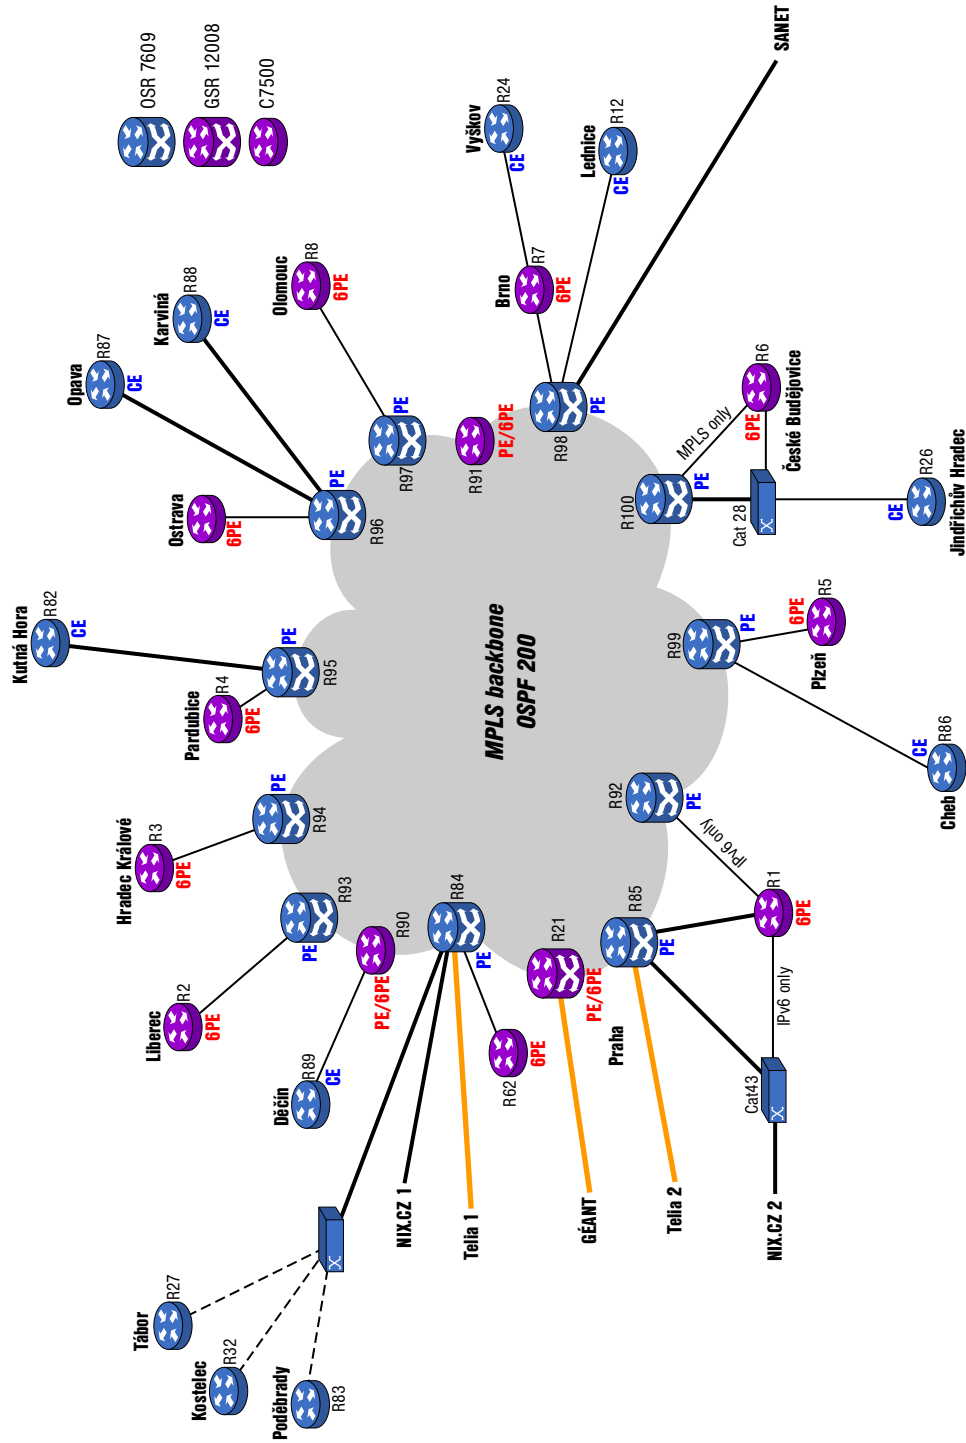 OSR 7609
GSR 12008
C7500
SANET
Vyškov
R24
CE
Lednice
R12
CE
Brno
R7
6PE
R98
PE
Olomouc
R8
6PE
R97
PE
R91
PE/6PE
Karviná
R88
CE
Opava
R87
CE
Ostrava
6PE
R96
PE
R100
PE
MPLS only
R6
6PE
České Budějovice
Cat 28
R26
CE
Jindřichův Hradec
Kutná Hora
R82
CE
Pardubice
R4
6PE
R95
PE
MPLS backbone
OSPF 200
R99
PE
Plzeň
R5
6PE
Cheb
R86
CE
Hradec Králové
R3
6PE
R94
PE
R92
PE
IPv6 only
R1
6PE
Liberec
R2
6PE
R93
PE
R90
PE/6PE
Děčín
R89
CE
R84
PE
R62
6PE
R21
PE/6PE
Praha
R85
PE
IPv6 only
Cat43
NIX.CZ 1
Telia 1
GÉANT
Telia 2
NIX.CZ 2
Tábor
R27
Kostelec
R32
Poděbrady
R83